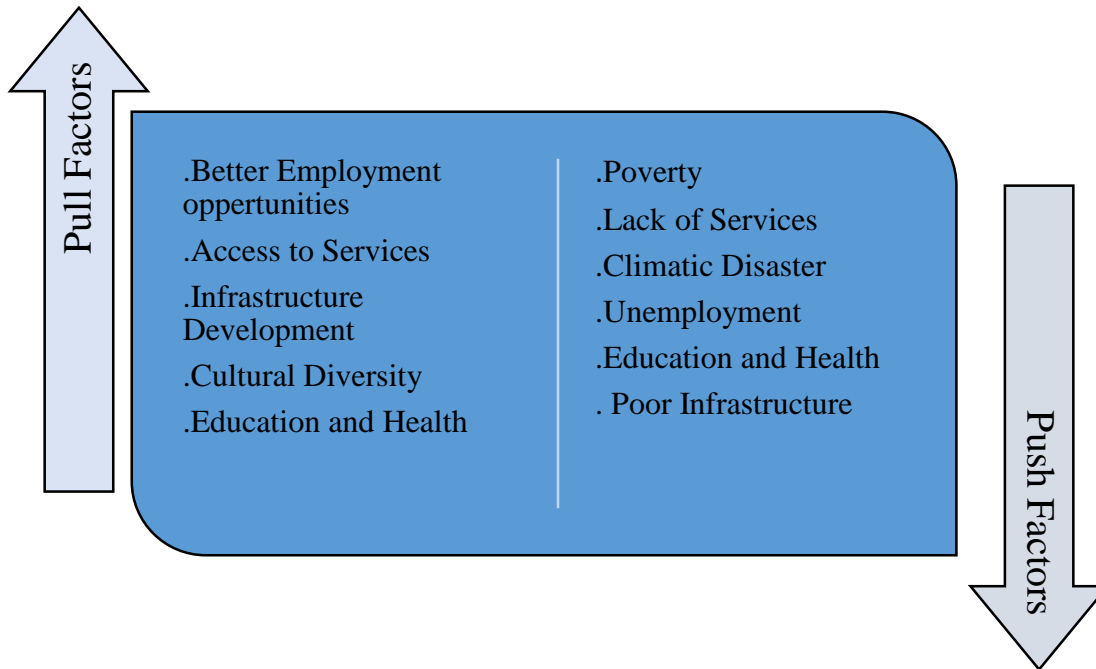 Pull Factors
.Better Employment
oppertunities
.Access to Services
.Infrastructure
Development
.Cultural Diversity
.Education and Health
.Poverty
.Lack of Services
.Climatic Disaster
.Unemployment
.Education and Health
. Poor Infrastructure
Push Factors